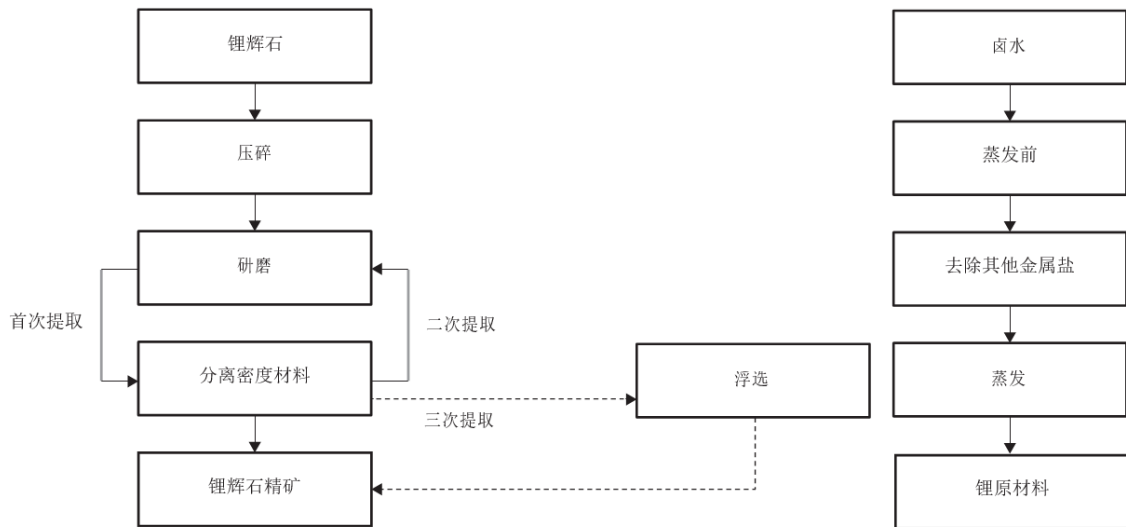 锂辉石
压碎
研磨
首次提取
二次提取
分离密度材料
三次提取
浮选
锂辉石精矿
卤水
蒸发前
去除其他金属盐
蒸发
锂原材料